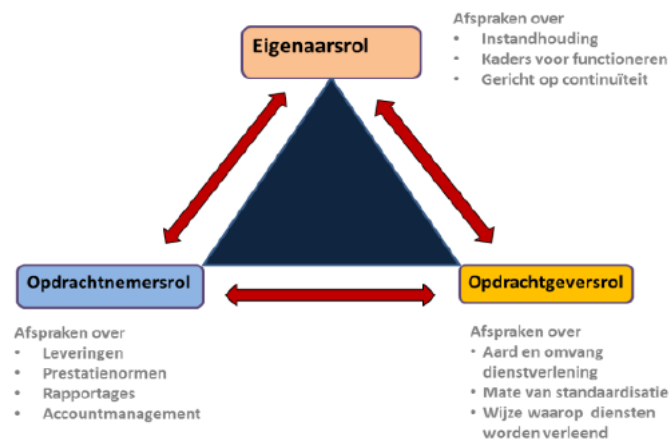 Eigenaarsrol
Afspraken over
• Instandhouding
• Kaders voor functioneren
• Gericht op continuïteit
Opdrachtnemersrol
Afspraken over
• Leveringen
• Prestatienormen
• Rapportages
• Accountmanagement
Opdrachtgeversrol
Afspraken over
• Aard en omvang
dienstverlening
• Mate van standaardisatie
• Wijze waarop diensten
worden verleend